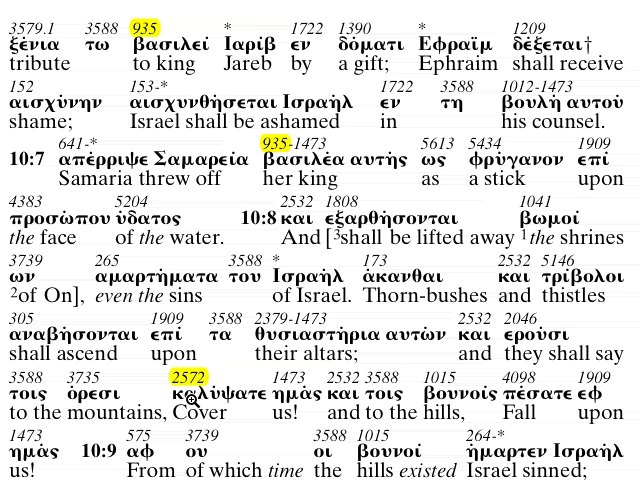 3579.1 3588 935 * 1722 1390 * 1209
ξένια τω βασιλεί Ιαρίβ εν δόματι Εφραϊμ δέξεται†
tribute to king Jareb by a gift; Ephraim shall receive
152 153-* 1722 3588 1012-1473
αισχύνην αισχυνθήσεται Ισραήλ εν τη βουλή αυτού
shame; Israel shall be ashamed in his counsel.
641-* 935-1473 5613 5434 1909
10:7 απέρριψε Σαμαρεία βασιλέα αυτής ως φρύγανον επί
Samaria threw off her king as a stick upon
4383 5204 2532 1808 1041
προσώπου ύδατος 10:8 και εξαρθήσονται βωμοί
the face of the water. And [3shall be lifted away 1the shrines
3739 265 3588 * 173 2532 5146
ων αμαρτήματα του Ισραήλ άκανθαι και τρίβολοι
2of On], even the sins of Israel. Thorn-bushes and thistles
305 1909 3588 2379-1473 2532 2046
αναβήσονται επί τα θυσιαστήρια αυτών και ερούσι
shall ascend upon their altars; and they shall say
3588 3735 2572 1473 2532 3588 1015 4098 1909
τοις όρεσι καλύψατε ημάς και τοις βουνοίς πέσατε εφ
to the mountains, Cover us! and to the hills, Fall upon
1473 575 3739 3588 1015 264-*
ημάς 10:9 αφ ου οι βουνοί ήμαρτεν Ισραήλ
us! From of which time the hills existed Israel sinned;